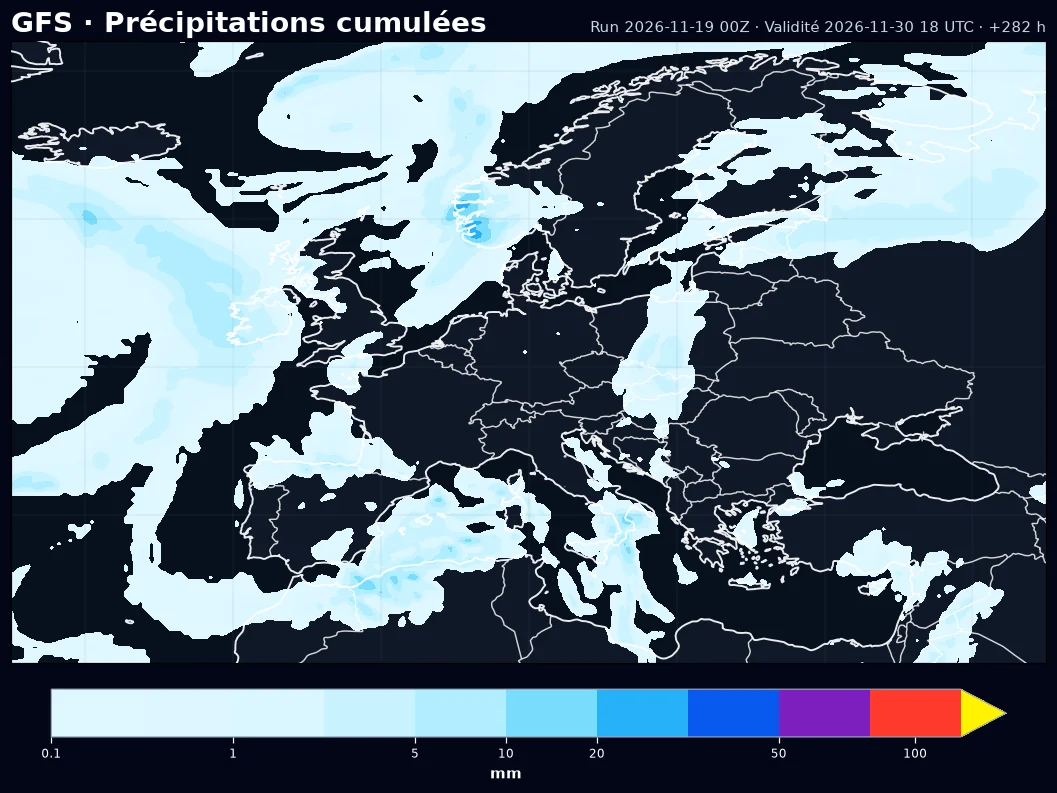 GFS · Précipitations cumulées
Run 2026-11-19 00Z · Validité 2026-11-30 18 UTC · +282 h
0.1 1 5 10 20 50 100
mm